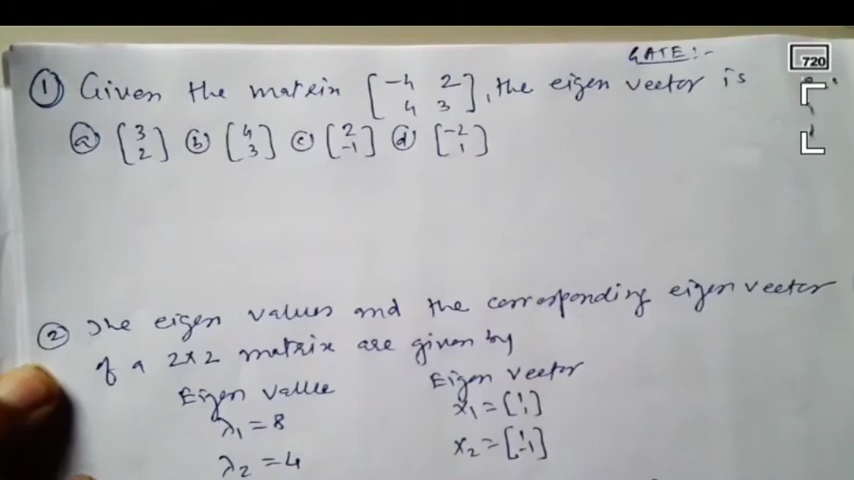 GATE:-
720
① Given the matrix [-4 2 4 3], the eigen vector is
ⓐ [3 2] ⓑ [4 3] ⓒ [2 -1] ⓓ [-2 1]
② The eigen values and the corresponding eigen vector
of a 2x2 matrix are given by
Eigen value Eigen vector
λ₁ = 8 x₁ = [1 1]
λ₂ = 4 x₂ = [1 -1]